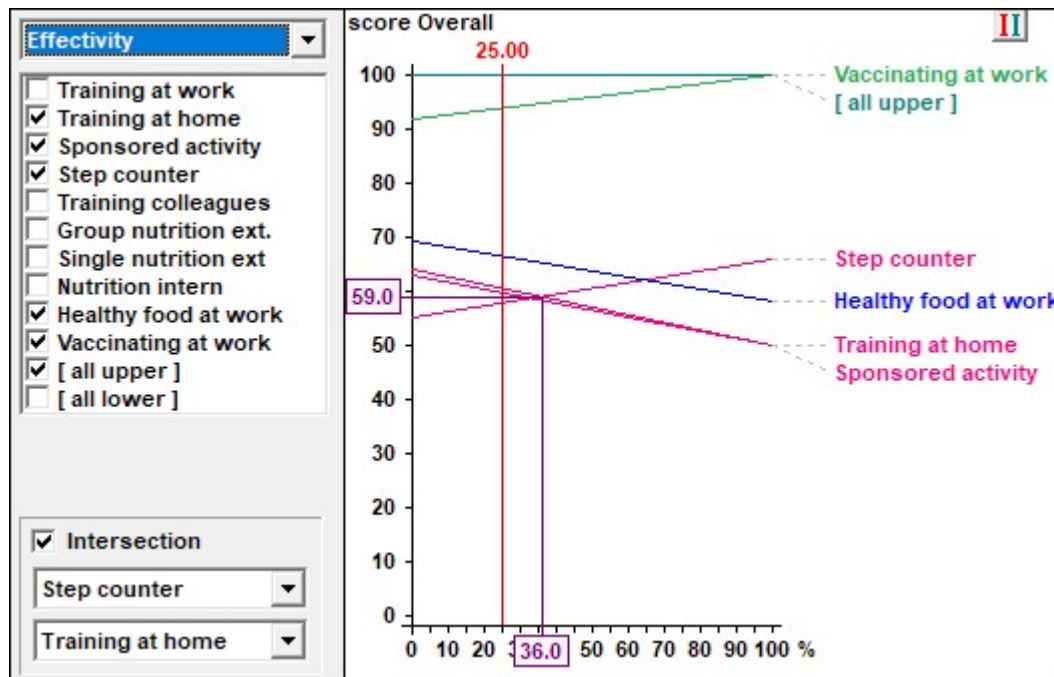 Effectivity
Training at work
Training at home
Sponsored activity
Step counter
Training colleagues
Group nutrition ext.
Single nutrition ext
Nutrition intern
Healthy food at work
Vaccinating at work
[ all upper ]
[ all lower ]
Intersection
Step counter
Training at home
score Overall
II
25.00
100
90
80
70
59.0
50
40
30
20
10
0
Vaccinating at work
[ all upper ]
Step counter
Healthy food at work
Training at home
Sponsored activity
0 10 20 36.0 50 60 70 80 90 100 %